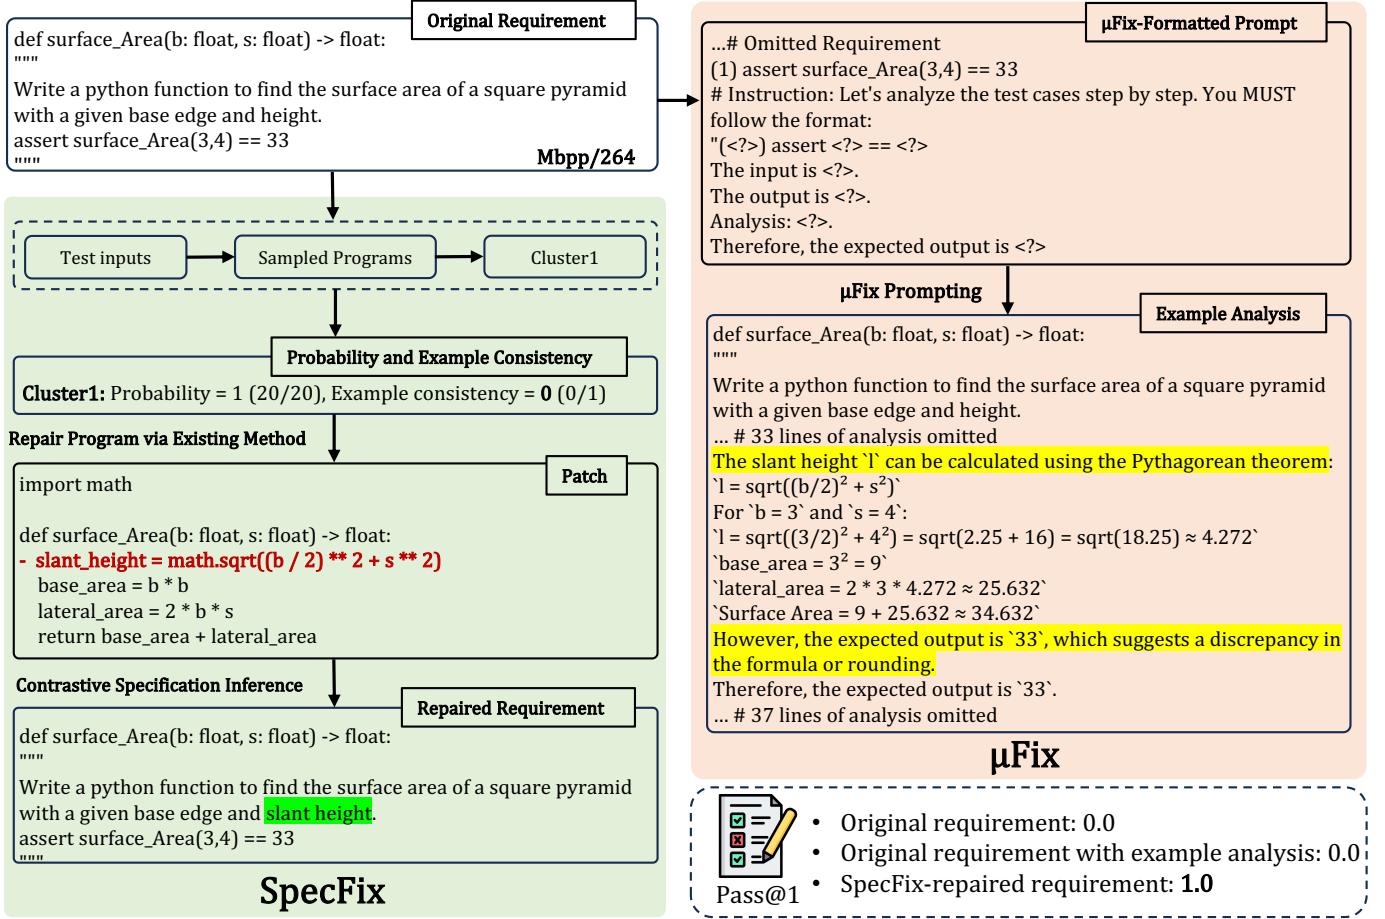 Original Requirement
def surface_Area(b: float, s: float) -> float:
"""
Write a python function to find the surface area of a square pyramid
with a given base edge and height.
assert surface_Area(3,4) == 33
"""
Mbpp/264
Test inputs
Sampled Programs
Cluster1
Probability and Example Consistency
Cluster1: Probability = 1 (20/20), Example consistency = 0 (0/1)
Repair Program via Existing Method
Patch
import math
def surface_Area(b: float, s: float) -> float:
- slant_height = math.sqrt((b / 2) ** 2 + s ** 2)
base_area = b * b
lateral_area = 2 * b * s
return base_area + lateral_area
Contrastive Specification Inference
Repaired Requirement
def surface_Area(b: float, s: float) -> float:
"""
Write a python function to find the surface area of a square pyramid
with a given base edge and slant height.
assert surface_Area(3,4) == 33
"""
SpecFix
μFix-Formatted Prompt
...# Omitted Requirement
(1) assert surface_Area(3,4) == 33
# Instruction: Let's analyze the test cases step by step. You MUST
follow the format:
"(<?>) assert <?> == <?>
The input is <?>.
The output is <?>.
Analysis: <?>.
Therefore, the expected output is <?>
μFix Prompting
Example Analysis
def surface_Area(b: float, s: float) -> float:
"""
Write a python function to find the surface area of a square pyramid
with a given base edge and height.
... # 33 lines of analysis omitted
The slant height `l` can be calculated using the Pythagorean theorem:
`l = sqrt((b/2)² + s²)`
For `b = 3` and `s = 4`:
`l = sqrt((3/2)² + 4²) = sqrt(2.25 + 16) = sqrt(18.25) ≈ 4.272`
`base_area = 3² = 9`
`lateral_area = 2 * 3 * 4.272 ≈ 25.632`
`Surface Area = 9 + 25.632 ≈ 34.632`
However, the expected output is `33`, which suggests a discrepancy in
the formula or rounding.
Therefore, the expected output is `33`.
... # 37 lines of analysis omitted
μFix
Pass@1
• Original requirement: 0.0
• Original requirement with example analysis: 0.0
• SpecFix-repaired requirement: 1.0